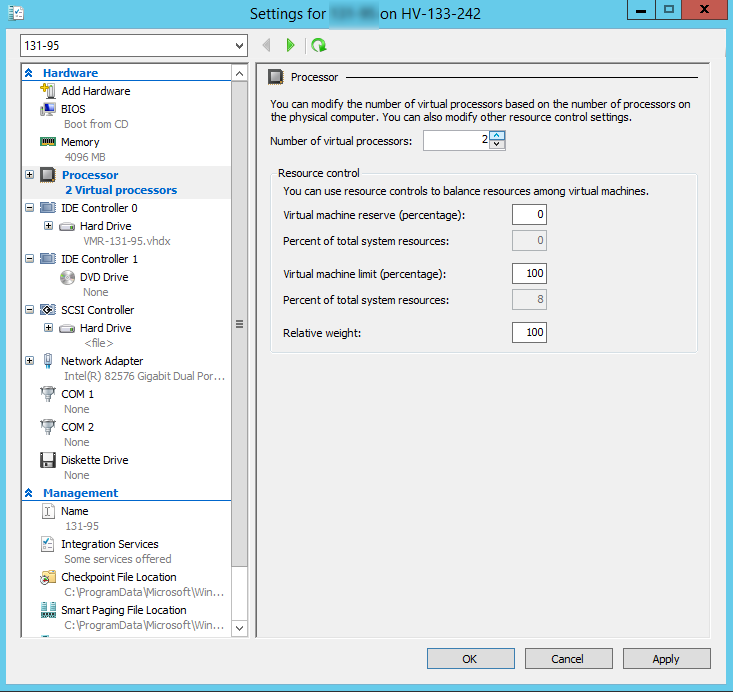 Settings for on HV-133-242
131-95
Hardware
Add Hardware
BIOS
Boot from CD
Memory
4096 MB
Processor
2 Virtual processors
IDE Controller 0
Hard Drive
VMR-131-95.vhdx
IDE Controller 1
DVD Drive
None
SCSI Controller
Hard Drive
<file>
Network Adapter
Intel(R) 82576 Gigabit Dual Por...
COM 1
None
COM 2
None
Diskette Drive
None
Management
Name
131-95
Integration Services
Some services offered
Checkpoint File Location
C:\ProgramData\Microsoft\Win...
Smart Paging File Location
C:\ProgramData\Microsoft\Win...
Processor
You can modify the number of virtual processors based on the number of processors on
the physical computer. You can also modify other resource control settings.
Number of virtual processors: 2
Resource control
You can use resource controls to balance resources among virtual machines.
Virtual machine reserve (percentage): 0
Percent of total system resources: 0
Virtual machine limit (percentage): 100
Percent of total system resources: 8
Relative weight: 100
OK Cancel Apply